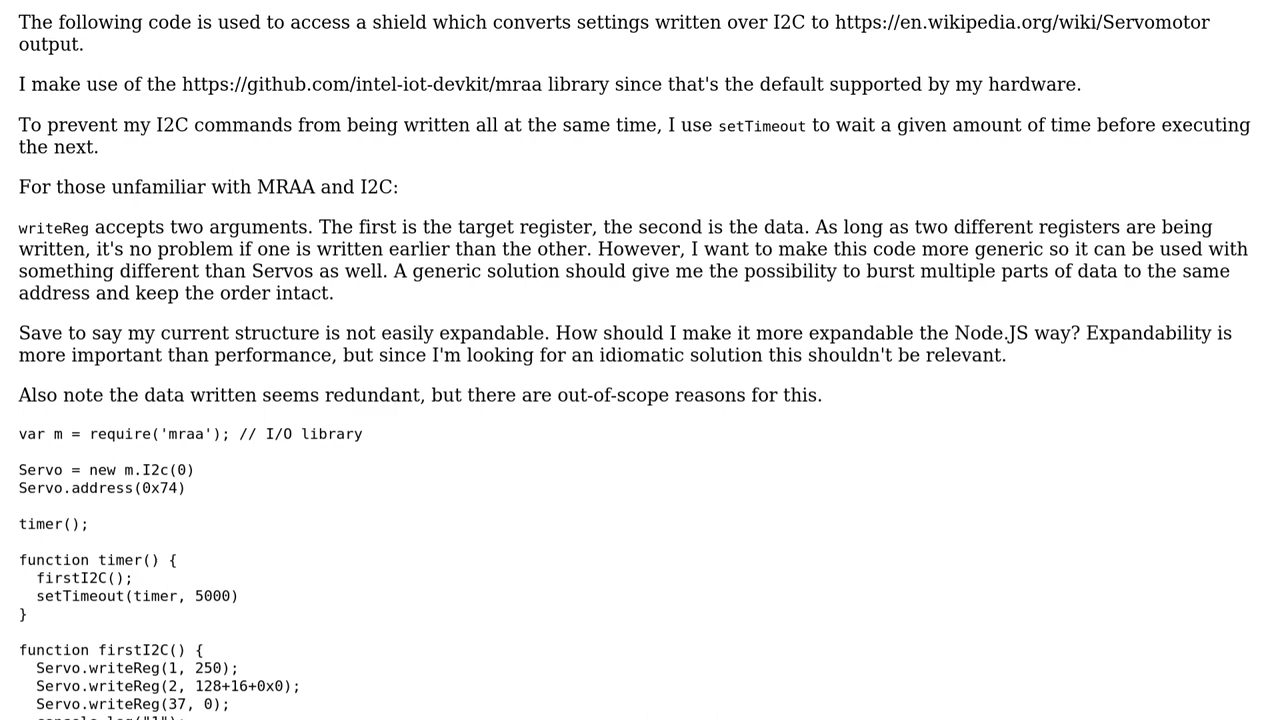 The following code is used to access a shield which converts settings written over I2C to https://en.wikipedia.org/wiki/Servomotor
output.
I make use of the https://github.com/intel-iot-devkit/mraa library since that's the default supported by my hardware.
To prevent my I2C commands from being written all at the same time, I use setTimeout to wait a given amount of time before executing
the next.
For those unfamiliar with MRAA and I2C:
writeReg accepts two arguments. The first is the target register, the second is the data. As long as two different registers are being
written, it's no problem if one is written earlier than the other. However, I want to make this code more generic so it can be used with
something different than Servos as well. A generic solution should give me the possibility to burst multiple parts of data to the same
address and keep the order intact.
Save to say my current structure is not easily expandable. How should I make it more expandable the Node.JS way? Expandability is
more important than performance, but since I'm looking for an idiomatic solution this shouldn't be relevant.
Also note the data written seems redundant, but there are out-of-scope reasons for this.
var m = require('mraa'); // I/O library
Servo = new m.I2c(0)
Servo.address(0x74)
timer();
function timer() {
  firstI2C();
  setTimeout(timer, 5000)
}
function firstI2C() {
  Servo.writeReg(1, 250);
  Servo.writeReg(2, 128+16+0x0);
  Servo.writeReg(37, 0);
  console.log("1");